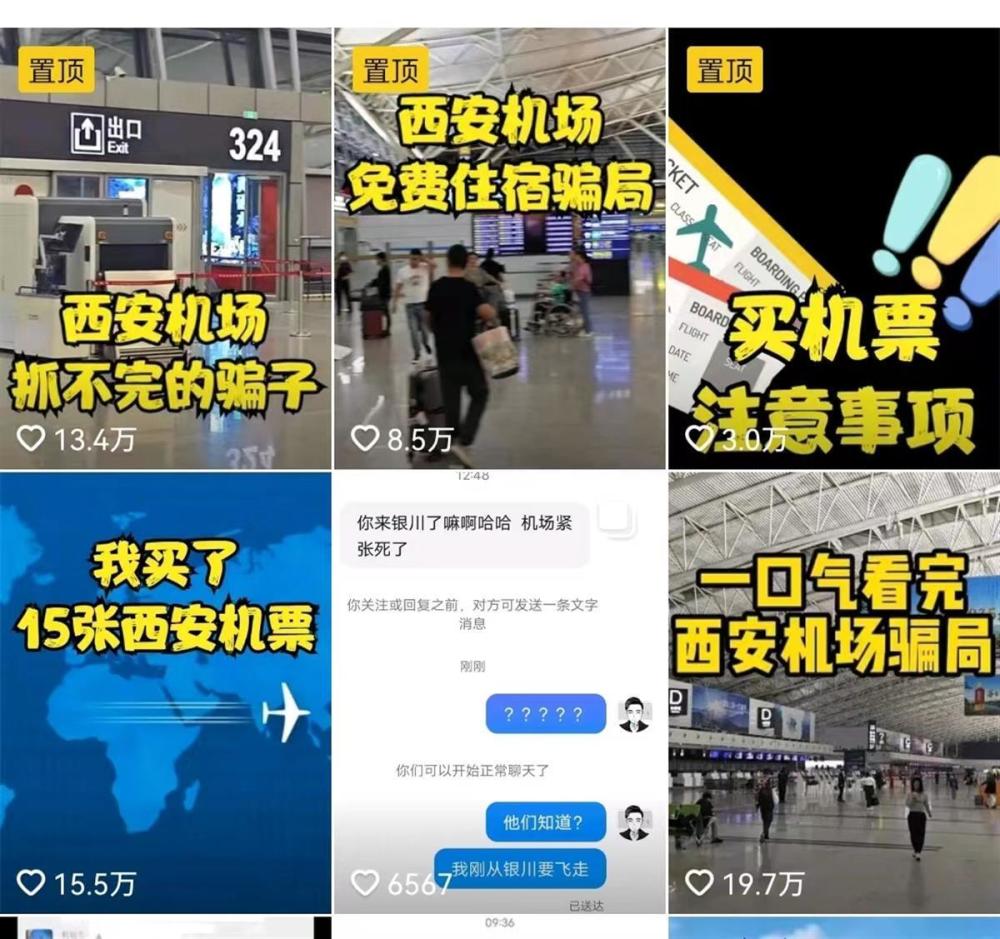 置顶
出口
Exit
324
西安机场
抓不完的骗子
13.4万
置顶
西安机场
免费住宿骗局
8.5万
置顶
BOARDING
FLIGHT
BOARD
FLIGHT
DATE
SEAT
买机票
注意事项
3.0万
我买了
15张西安机票
15.5万
12:48
你来银川了嘛啊哈哈 机场紧
张死了
你关注或回复之前，对方可发送一条文字
消息
刚刚
？？？？？
你们可以开始正常聊天了
他们知道？
我刚从银川要飞走
已送达
6567
一口气看完
西安机场骗局
D
D
19.7万
09:36